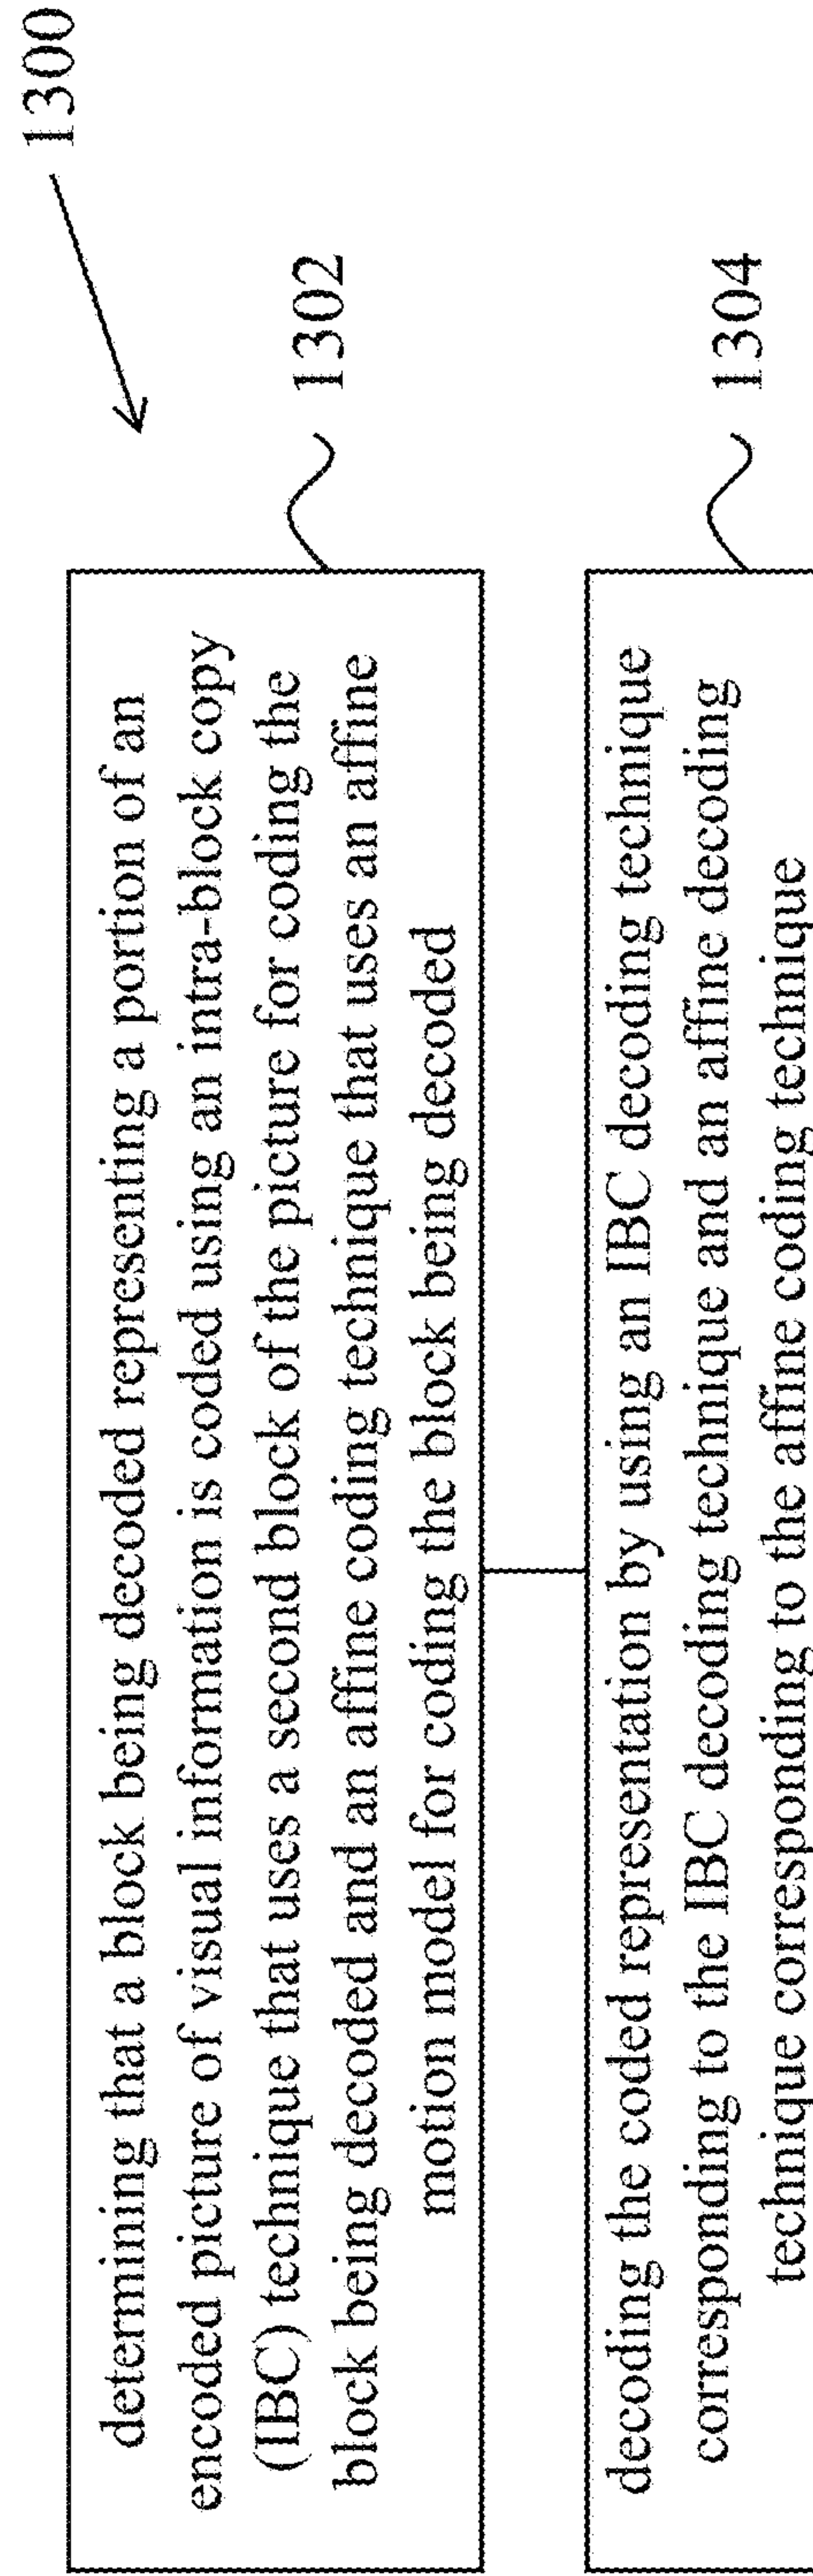 1300
determining that a block being decoded representing a portion of an
encoded picture of visual information is coded using an intra-block copy
(IBC) technique that uses a second block of the picture for coding the
block being decoded and an affine coding technique that uses an affine
motion model for coding the block being decoded
1302
decoding the coded representation by using an IBC decoding technique
corresponding to the IBC decoding technique and an affine decoding
technique corresponding to the affine coding technique
1304